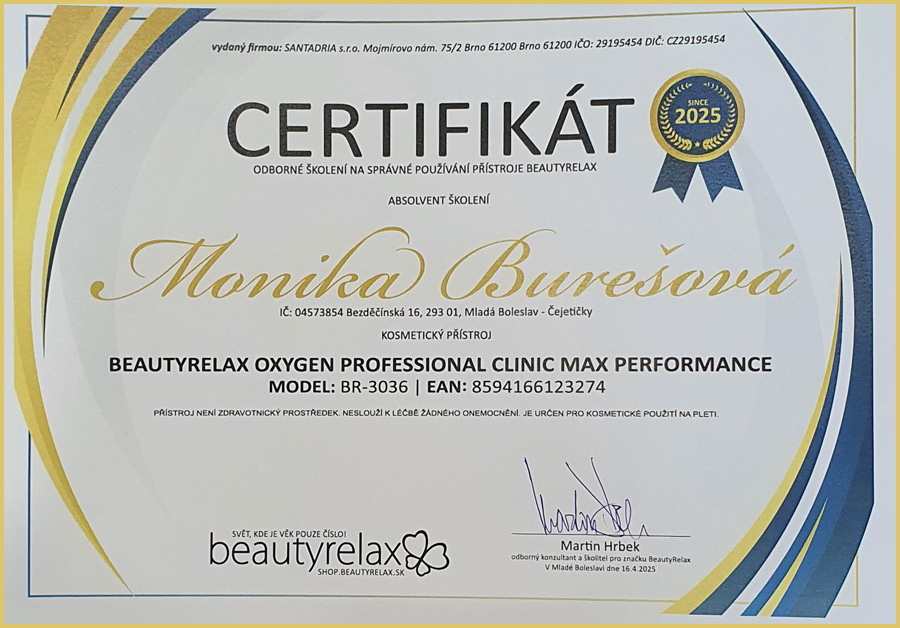 vydaný firmou: SANTADRIA s.r.o. Mojmírovo nám. 75/2 Brno 61200 Brno 61200 IČO: 29195454 DIČ: CZ29195454
CERTIFIKÁT
SINCE
2025
ODBORNÉ ŠKOLENÍ NA SPRÁVNÉ POUŽÍVÁNÍ PŘÍSTROJE BEAUTYRELAX
ABSOLVENT ŠKOLENÍ
Monika Burešová
IČ: 04573854 Bezděčínská 16, 293 01, Mladá Boleslav - Čejetičky
KOSMETICKÝ PŘÍSTROJ
BEAUTYRELAX OXYGEN PROFESSIONAL CLINIC MAX PERFORMANCE
MODEL: BR-3036 | EAN: 8594166123274
PŘÍSTROJ NENÍ ZDRAVOTNICKÝ PROSTŘEDEK. NESLOUŽÍ K LÉČBĚ ŽÁDNÉHO ONEMOCNĚNÍ. JE URČEN PRO KOSMETICKÉ POUŽITÍ NA PLETI.
SVĚT, KDE JE VĚK POUZE ČÍSLO!
beautyrelax
SHOP.BEAUTYRELAX.SK
Martin Hrbek
odborný konzultant a školitel pro značku BeautyRelax
V Mladé Boleslavi dne 16.4.2025